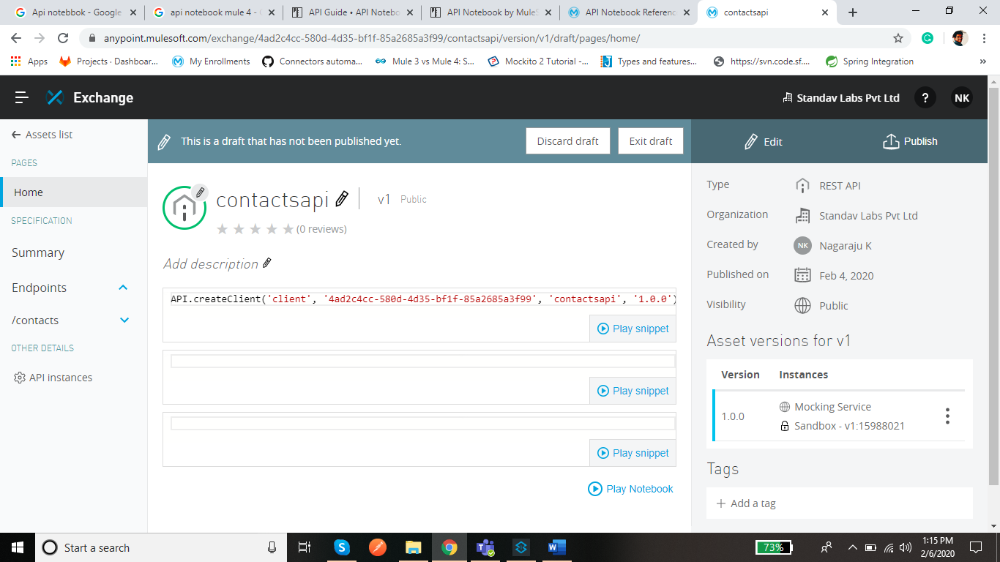 Api notebbok - Google
api notebbok mule 4 -
API Guide • API Notebo
API Notebook by MuleS
API Notebook Referenc
contactsapi
anypoint.mulesoft.com/exchange/4ad2c4cc-580d-4d35-bf1f-85a2685a3f99/contactsapi/version/v1/draft/pages/home/
Apps
Projects · Dashboar...
My Enrollments
Connectors automa...
Mule 3 vs Mule 4: S...
Mockito 2 Tutorial -...
Types and features...
https://svn.code.sf....
Spring Integration
»
Exchange
Standav Labs Pvt Ltd
?
NK
Assets list
PAGES
Home
SPECIFICATION
Summary
Endpoints
/contacts
OTHER DETAILS
API instances
This is a draft that has not been published yet.
Discard draft
Exit draft
Edit
Publish
contactsapi
v1
Public
(0 reviews)
Add description
API.createClient('client', '4ad2c4cc-580d-4d35-bf1f-85a2685a3f99', 'contactsapi', '1.0.0')
Play snippet
Play snippet
Play snippet
Play Notebook
Type
REST API
Organization
Standav Labs Pvt Ltd
Created by
NK
Nagaraju K
Published on
Feb 4, 2020
Visibility
Public
Asset versions for v1
Version
Instances
1.0.0
Mocking Service
Sandbox - v1:15988021
Tags
+ Add a tag
Start a search
73%
1:15 PM
2/6/2020